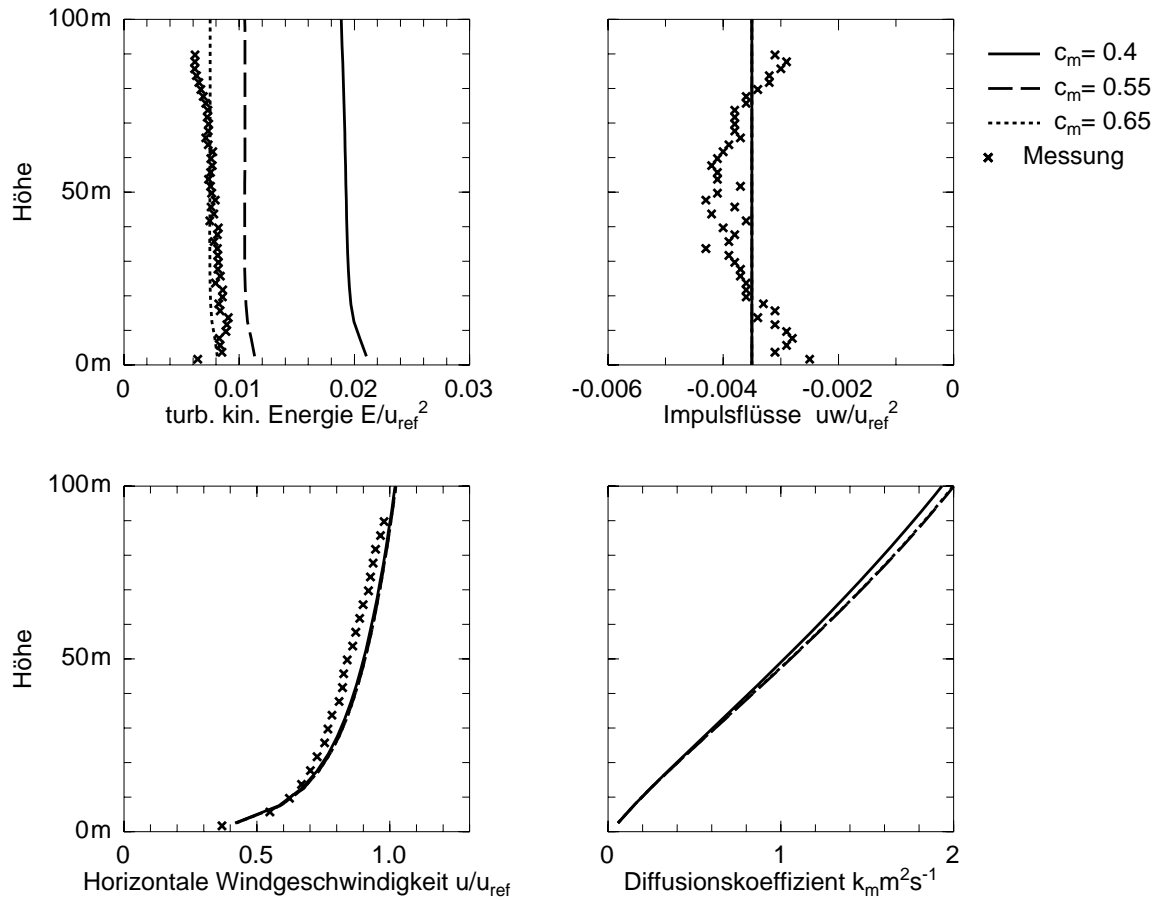 100m
50m
0m
Höhe
0
0.01
0.02
0.03
turb. kin. Energie E/u_ref^2
-0.006
-0.004
-0.002
0
Impulsflüsse uw/u_ref^2
c_m= 0.4
c_m= 0.55
c_m= 0.65
Messung
100m
50m
0m
Höhe
0
0.5
1.0
Horizontale Windgeschwindigkeit u/u_ref
0
1
2
Diffusionskoeffizient k_m m^2s^-1